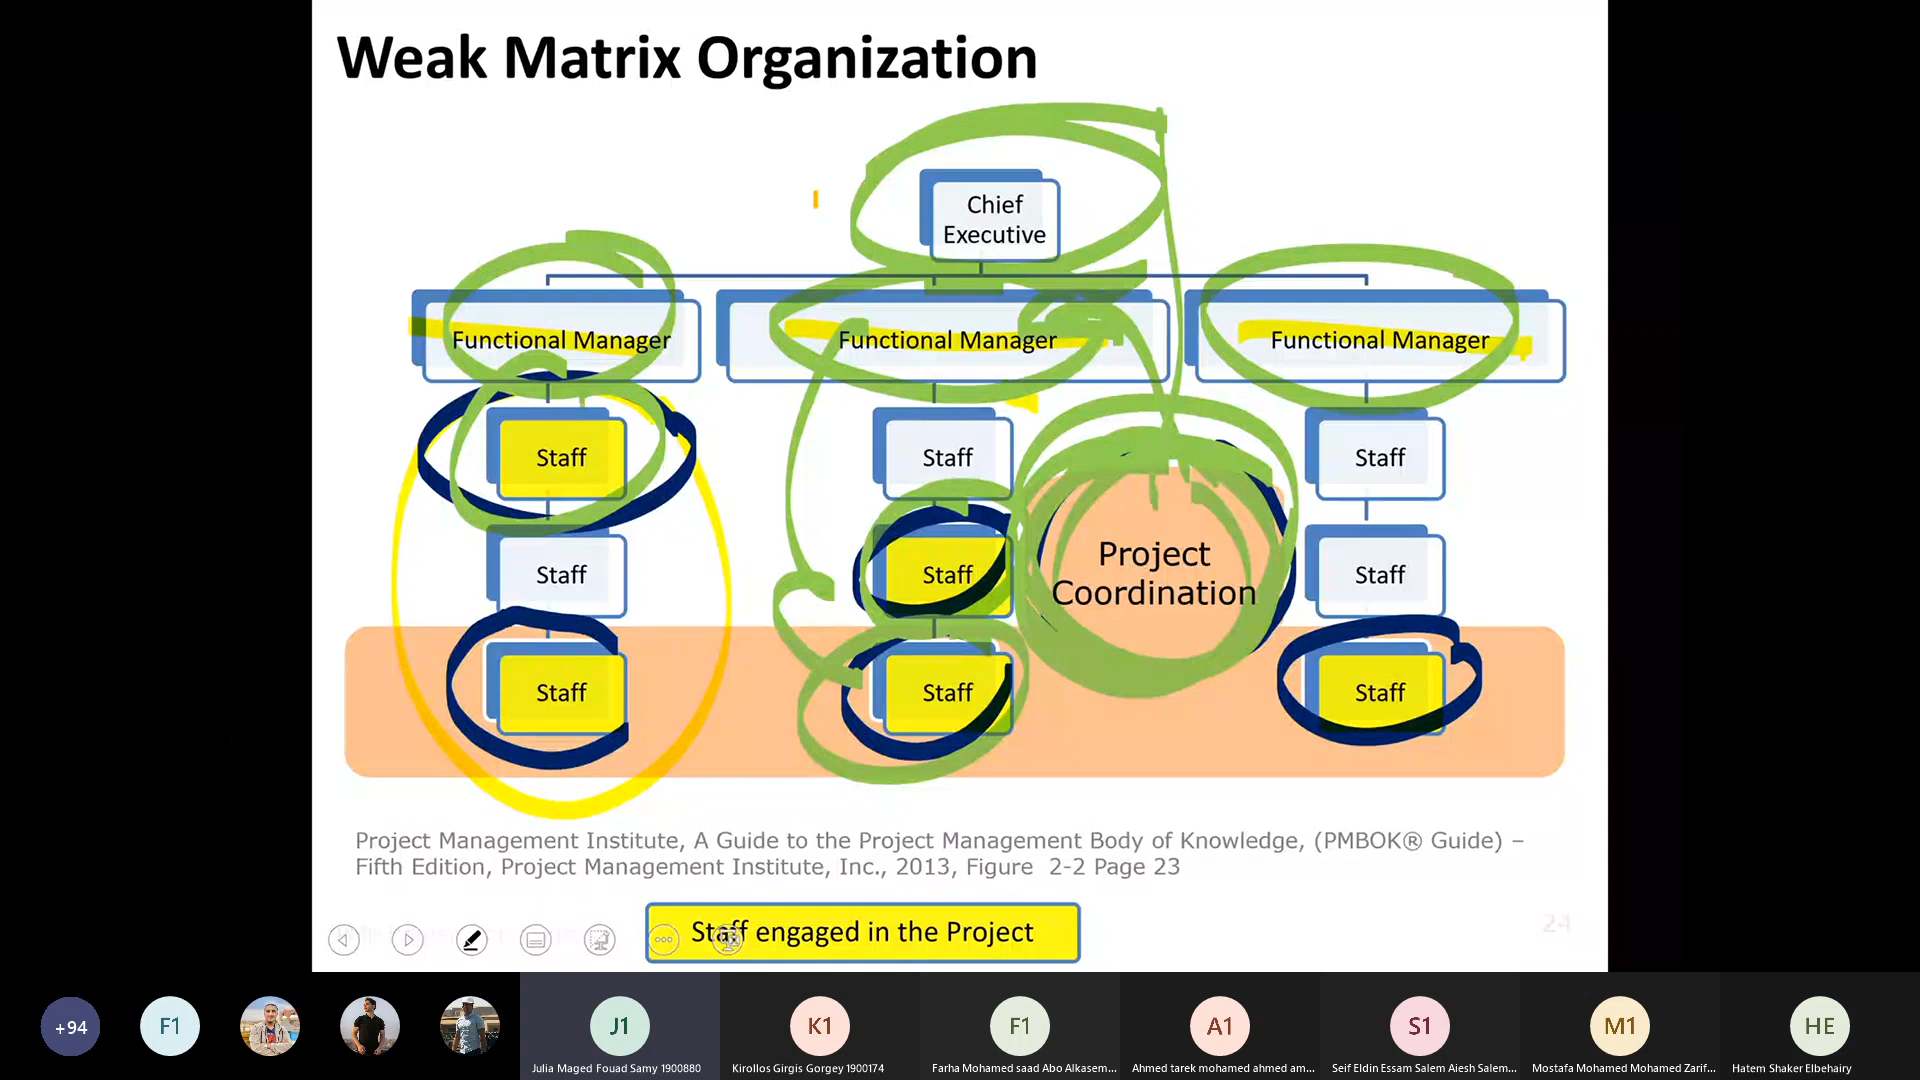 Weak Matrix Organization
Chief
Executive
Functional Manager
Functional Manager
Functional Manager
Staff
Staff
Staff
Staff
Staff
Staff
Project
Coordination
Staff
Staff
Staff
Project Management Institute, A Guide to the Project Management Body of Knowledge, (PMBOK® Guide) –
Fifth Edition, Project Management Institute, Inc., 2013, Figure 2-2 Page 23
Staff engaged in the Project
24
+94
F1
J1
K1
F1
A1
S1
M1
HE
Julia Maged Fouad Samy 1900880
Kirollos Girgis Gorgey 1900174
Farha Mohamed saad Abo Alkasem...
Ahmed tarek mohamed ahmed am...
Seif Eldin Essam Salem Aiesh Salem...
Mostafa Mohamed Mohamed Zarif...
Hatem Shaker Elbehairy